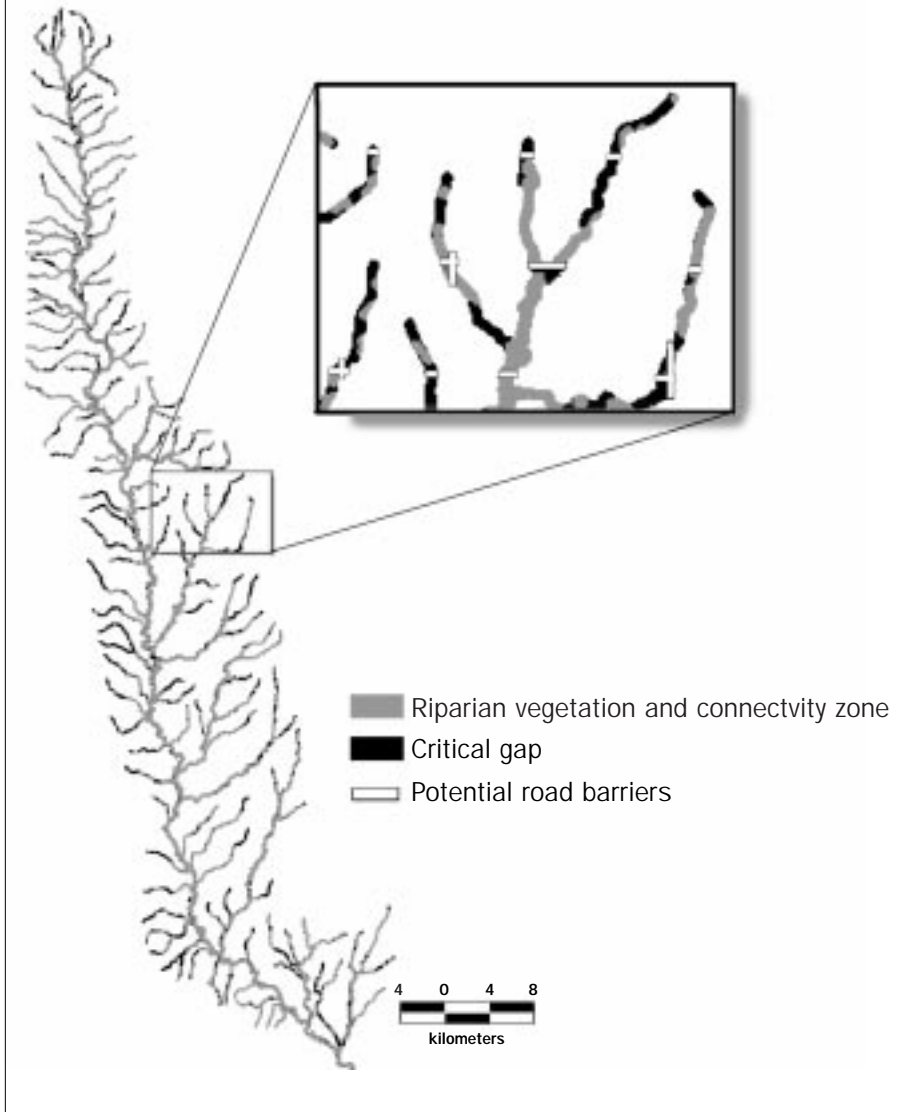 Riparian vegetation and connectvity zone
Critical gap
Potential road barriers
4 0 4 8
kilometers